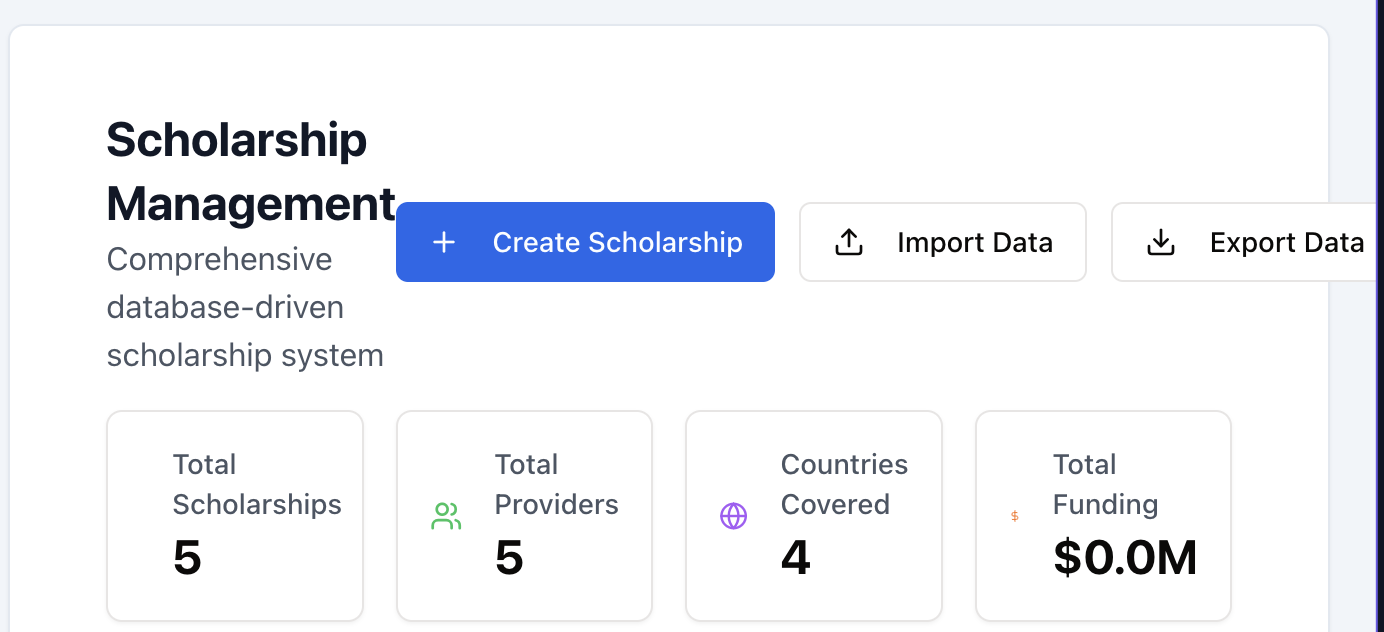 Scholarship
Management
Comprehensive
database-driven
scholarship system
Create Scholarship
Import Data
Export Data
Total
Scholarships
5
Total
Providers
5
Countries
Covered
4
$
Total
Funding
$0.0M